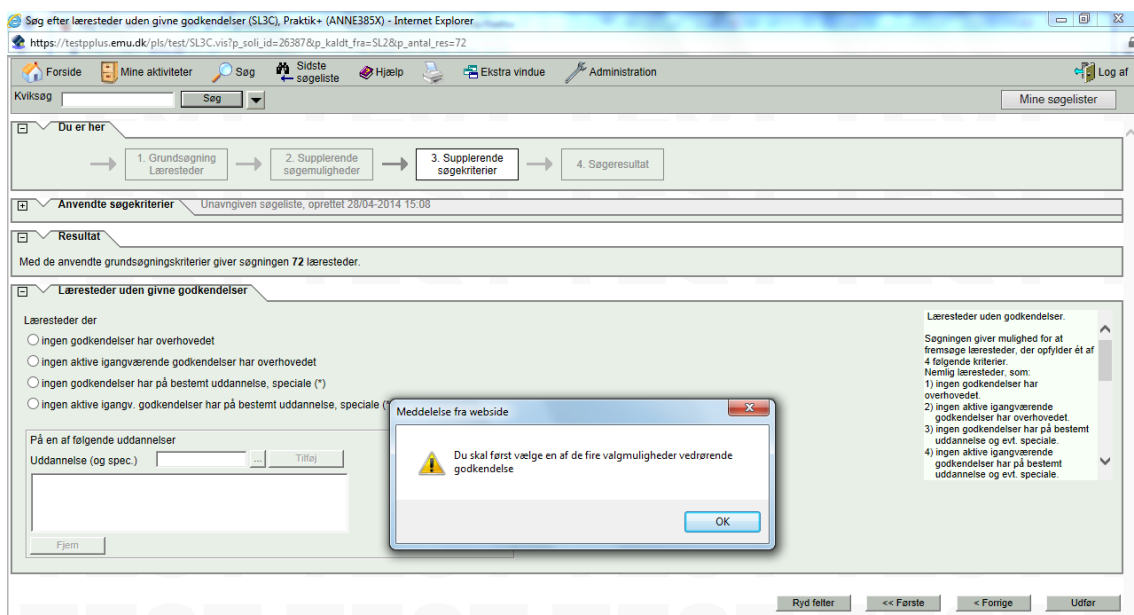 Søg efter læresteder uden givne godkendelser (SL3C), Praktik+ (ANNE385X) - Internet Explorer
https://testpplus.emu.dk/pls/test/SL3C.vis?p_soli_id=26387&p_kaldt_fra=SL2&p_antal_res=72
Forside Mine aktiviteter Søg Sidste søgeliste Hjælp Ekstra vindue Administration Log af
Kviksøg Søg Mine søgelister
Du er her
1. Grundsøgning Læresteder
2. Supplerende søgemuligheder
3. Supplerende søgekriterier
4. Søgeresultat
Anvendte søgekriterier Unavngiven søgeliste, oprettet 28/04-2014 15:08
Resultat
Med de anvendte grundsøgningskriterier giver søgningen 72 læresteder.
Læresteder uden givne godkendelser
Læresteder der
ingen godkendelser har overhovedet
ingen aktive igangværende godkendelser har overhovedet
ingen godkendelser har på bestemt uddannelse, speciale (*)
ingen aktive igangv. godkendelser har på bestemt uddannelse, speciale (*
På en af følgende uddannelser
Uddannelse (og spec.) ... Tilføj
Fjern
Læresteder uden godkendelser.
Søgningen giver mulighed for at
fremsøge læresteder, der opfylder ét af
4 følgende kriterier.
Nemlig læresteder, som:
1) ingen godkendelser har
overhovedet.
2) ingen aktive igangværende
godkendelser har overhovedet.
3) ingen godkendelser har på bestemt
uddannelse og evt. speciale.
4) ingen aktive igangværende
godkendelser har på bestemt
uddannelse og evt. speciale.
Meddelelse fra webside
Du skal først vælge en af de fire valgmuligheder vedrørende
godkendelse
OK
Ryd felter << Første < Forrige Udfør